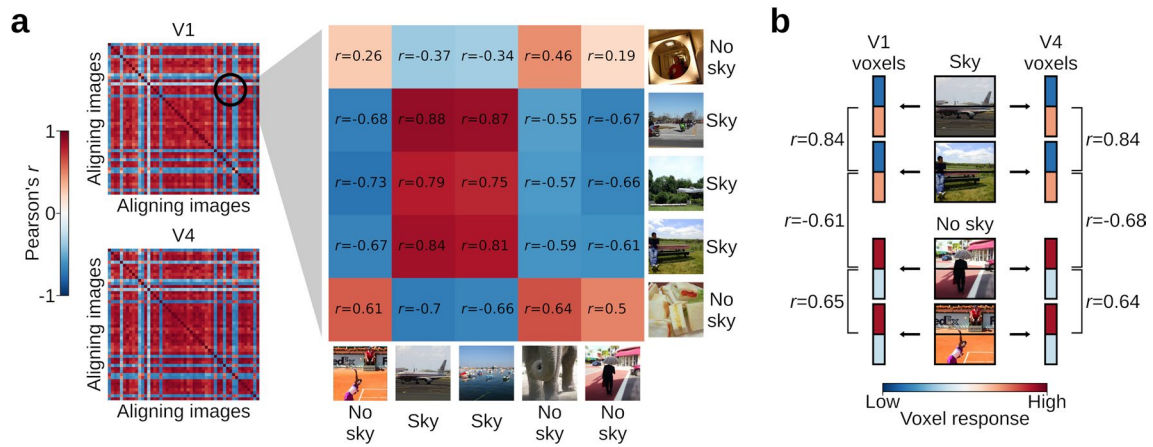 a
V1
Aligning images
Aligning images
V4
Aligning images
Aligning images
Pearson's r
1
0
-1
r=0.26 r=-0.37 r=-0.34 r=0.46 r=0.19
No
sky
r=-0.68 r=0.88 r=0.87 r=-0.55 r=-0.67
Sky
r=-0.73 r=0.79 r=0.75 r=-0.57 r=-0.66
Sky
r=-0.67 r=0.84 r=0.81 r=-0.59 r=-0.61
Sky
r=0.61 r=-0.7 r=-0.66 r=0.64 r=0.5
No
sky
No
sky
Sky
Sky
No
sky
No
sky
b
V1
voxels
Sky
V4
voxels
r=0.84
r=0.84
r=-0.61
r=-0.68
No sky
r=0.65
r=0.64
Low
High
Voxel response